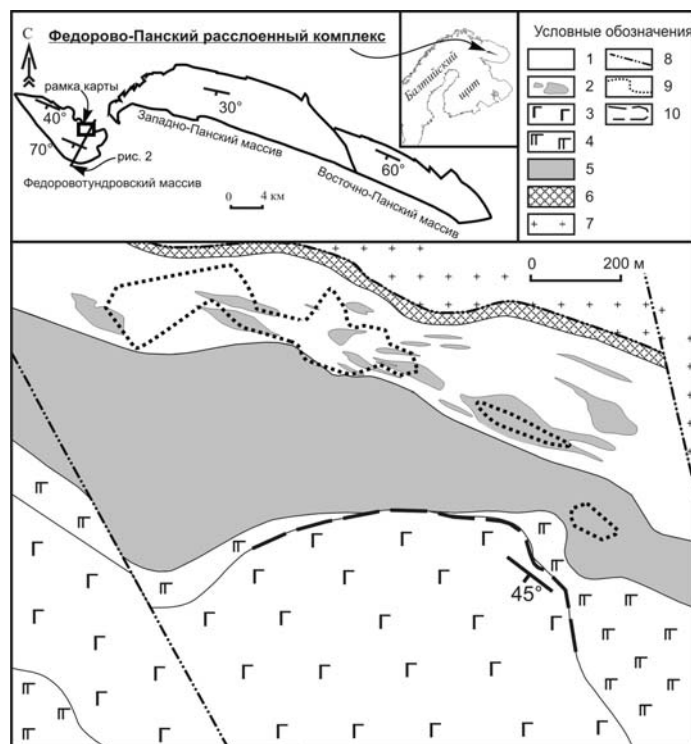 Федорово-Панский расслоенный комплекс
С
рамка карты
40°
70°
рис. 2
Федоровотундровский массив
30°
Западно-Панский массив
60°
Восточно-Панский массив
0 4 км
Балтийский
щит
Условные обозначения
1
2
3
4
5
6
7
8
9
10
0 200 м
45°